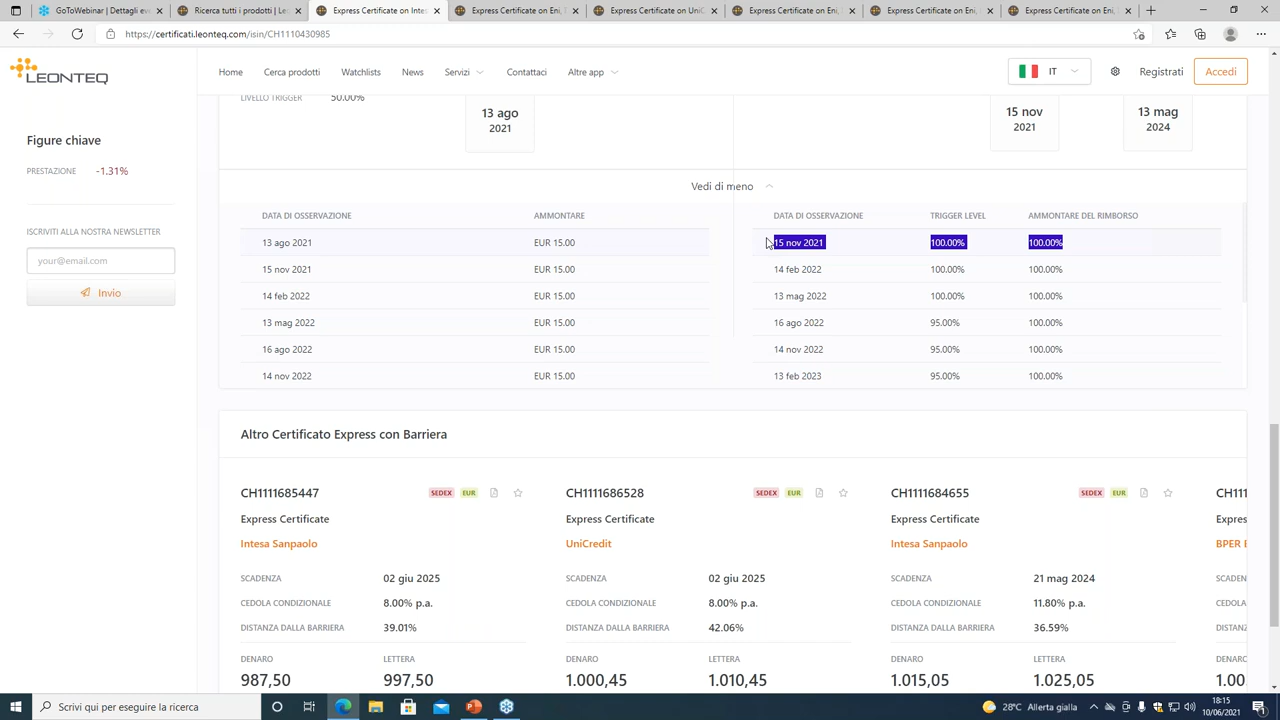 GoToWebinar | Dettagli eve
Ricerca tutti i prodotti | Leo
Express Certificate on Intes
Express Certificate on Eni,
Express Certificate on UniC
Express Certificate on Eni,
Express Certificate on Eni,
Express Certificate on Eni,
https://certificati.leonteq.com/isin/CH1110430985
LEONTEQ
Home
Cerca prodotti
Watchlists
News
Servizi
Contattaci
Altre app
IT
Registrati
Accedi
LIVELLO TRIGGER 50.00%
13 ago
2021
15 nov
2021
13 mag
2024
Figure chiave
PRESTAZIONE -1.31%
ISCRIVITI ALLA NOSTRA NEWSLETTER
your@email.com
Invio
Vedi di meno
DATA DI OSSERVAZIONE AMMONTARE
13 ago 2021 EUR 15.00
15 nov 2021 EUR 15.00
14 feb 2022 EUR 15.00
13 mag 2022 EUR 15.00
16 ago 2022 EUR 15.00
14 nov 2022 EUR 15.00
DATA DI OSSERVAZIONE TRIGGER LEVEL AMMONTARE DEL RIMBORSO
15 nov 2021 100.00% 100.00%
14 feb 2022 100.00% 100.00%
13 mag 2022 100.00% 100.00%
16 ago 2022 95.00% 100.00%
14 nov 2022 95.00% 100.00%
13 feb 2023 95.00% 100.00%
Altro Certificato Express con Barriera
CH1111685447 SEDEX EUR
Express Certificate
Intesa Sanpaolo
SCADENZA 02 giu 2025
CEDOLA CONDIZIONALE 8.00% p.a.
DISTANZA DALLA BARRIERA 39.01%
DENARO LETTERA
987,50 997,50
CH1111686528 SEDEX EUR
Express Certificate
UniCredit
SCADENZA 02 giu 2025
CEDOLA CONDIZIONALE 8.00% p.a.
DISTANZA DALLA BARRIERA 42.06%
DENARO LETTERA
1.000,45 1.010,45
CH1111684655 SEDEX EUR
Express Certificate
Intesa Sanpaolo
SCADENZA 21 mag 2024
CEDOLA CONDIZIONALE 11.80% p.a.
DISTANZA DALLA BARRIERA 36.59%
DENARO LETTERA
1.015,05 1.025,05
CH111
Expres
BPER E
SCADEN
CEDOLA
DISTANZ
DENARO
1.00
Scrivi qui per eseguire la ricerca
28°C Allerta gialla
18:15
10/06/2021
1